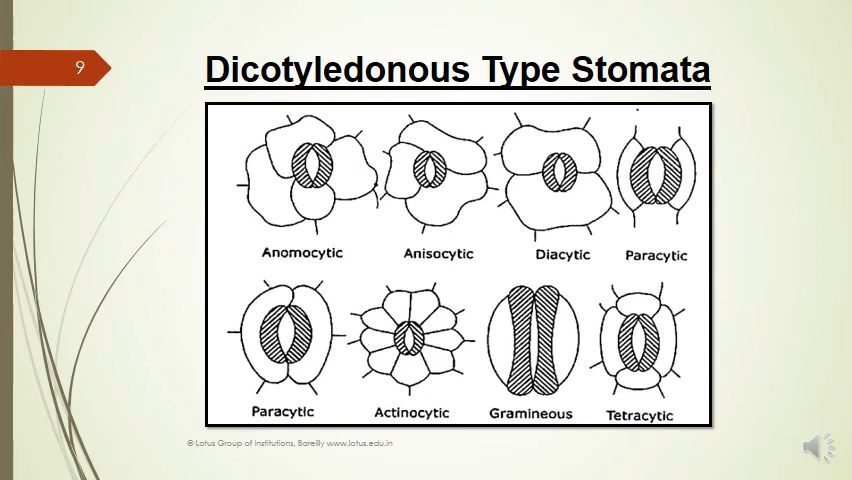 9
Dicotyledonous Type Stomata
Anomocytic Anisocytic Diacytic Paracytic
Paracytic Actinocytic Gramineous Tetracytic
® Lotus Group of Institutions, Bareilly www.lotus.edu.in